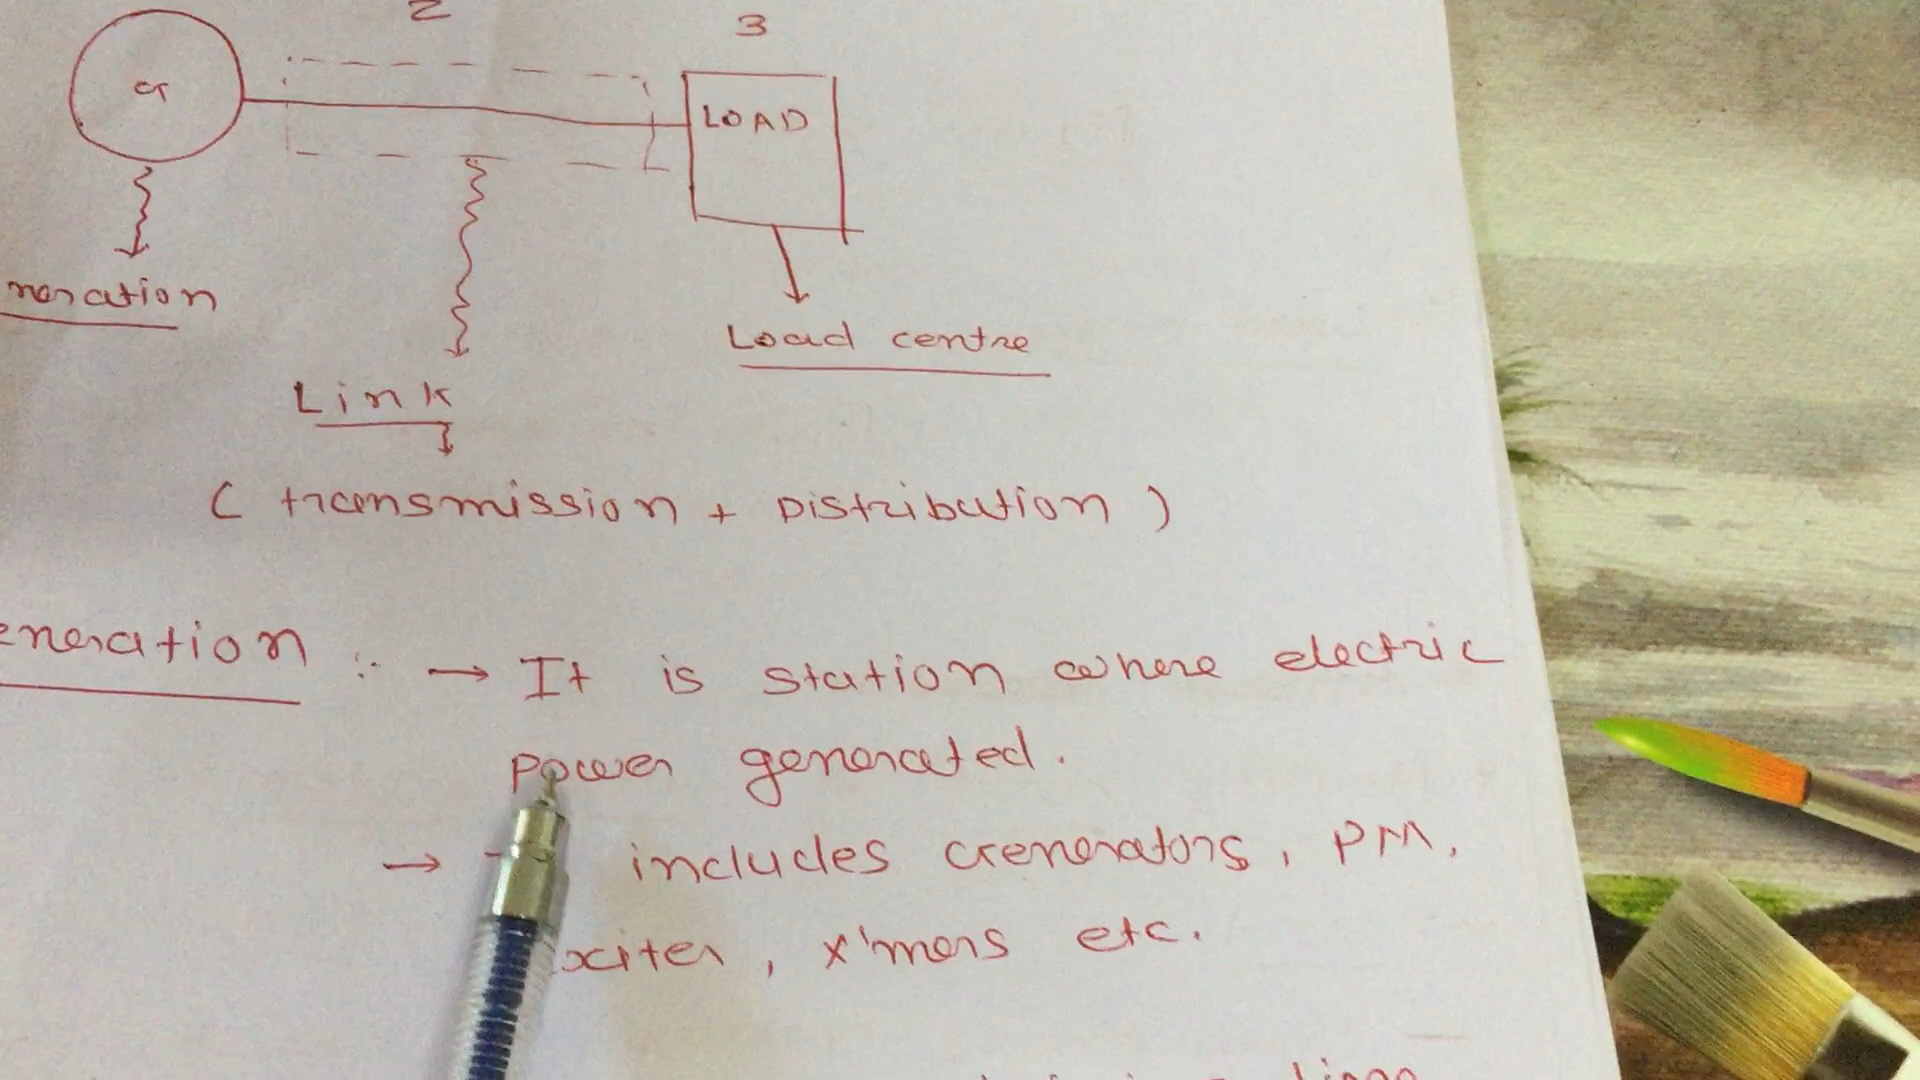 2
3
G
LOAD
neration
Load centre
Link
( transmission + Distribution )
eneration :- → It is station where electric
power generated.
→ includes Generators, PM,
xciter, x'mers etc.